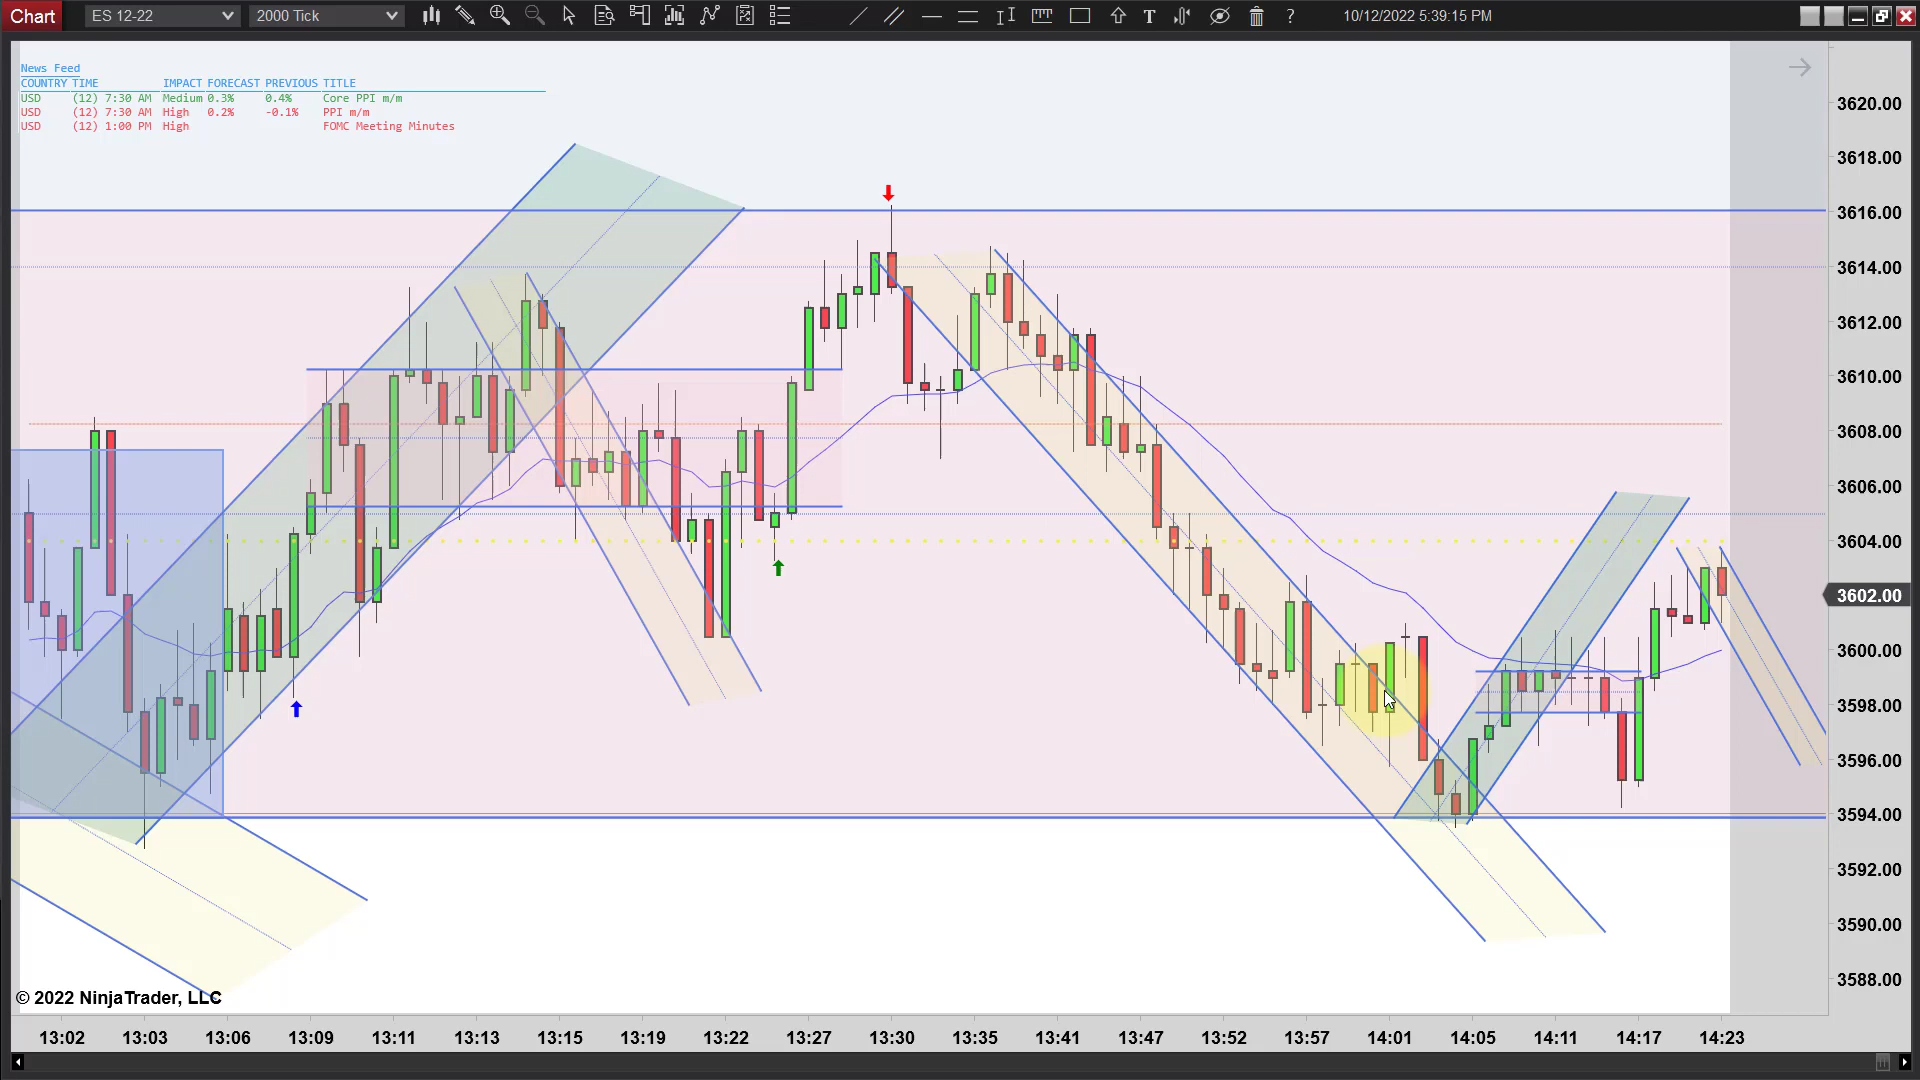 Chart ES 12-22 2000 Tick T ? 10/12/2022 5:39:15 PM
News Feed
COUNTRY TIME IMPACT FORECAST PREVIOUS TITLE
USD (12) 7:30 AM Medium 0.3% 0.4% Core PPI m/m
USD (12) 7:30 AM High 0.2% -0.1% PPI m/m
USD (12) 1:00 PM High FOMC Meeting Minutes
3620.00
3618.00
3616.00
3614.00
3612.00
3610.00
3608.00
3606.00
3604.00
3602.00
3600.00
3598.00
3596.00
3594.00
3592.00
3590.00
3588.00
© 2022 NinjaTrader, LLC
13:02 13:03 13:06 13:09 13:11 13:13 13:15 13:19 13:22 13:27 13:30 13:35 13:41 13:47 13:52 13:57 14:01 14:05 14:11 14:17 14:23